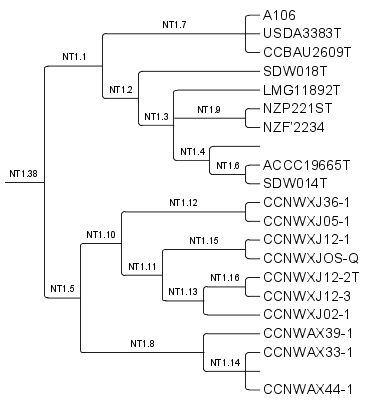 A106
NT1.7
USDA3383T
CCBAU2609T
NT1.1
SDW018T
NT1.2
LMG11892T
NZP221ST
NT1.9
NT1.3
NZF'2234
NT1.4
ACCC19665T
NT1.6
NT1.38
SDW014T
CCNWXJ36-1
NT1.12
CCNWXJ05-1
NT1.10
CCNWXJ12-1
NT1.15
CCNWXJOS-Q
NT1.11
CCNWXJ12-2T
NT1.16
NT1.5
NT1.13
CCNWXJ12-3
CCNWXJ02-1
CCNWAX39-1
NT1.8
CCNWAX33-1
NT1.14
CCNWAX44-1